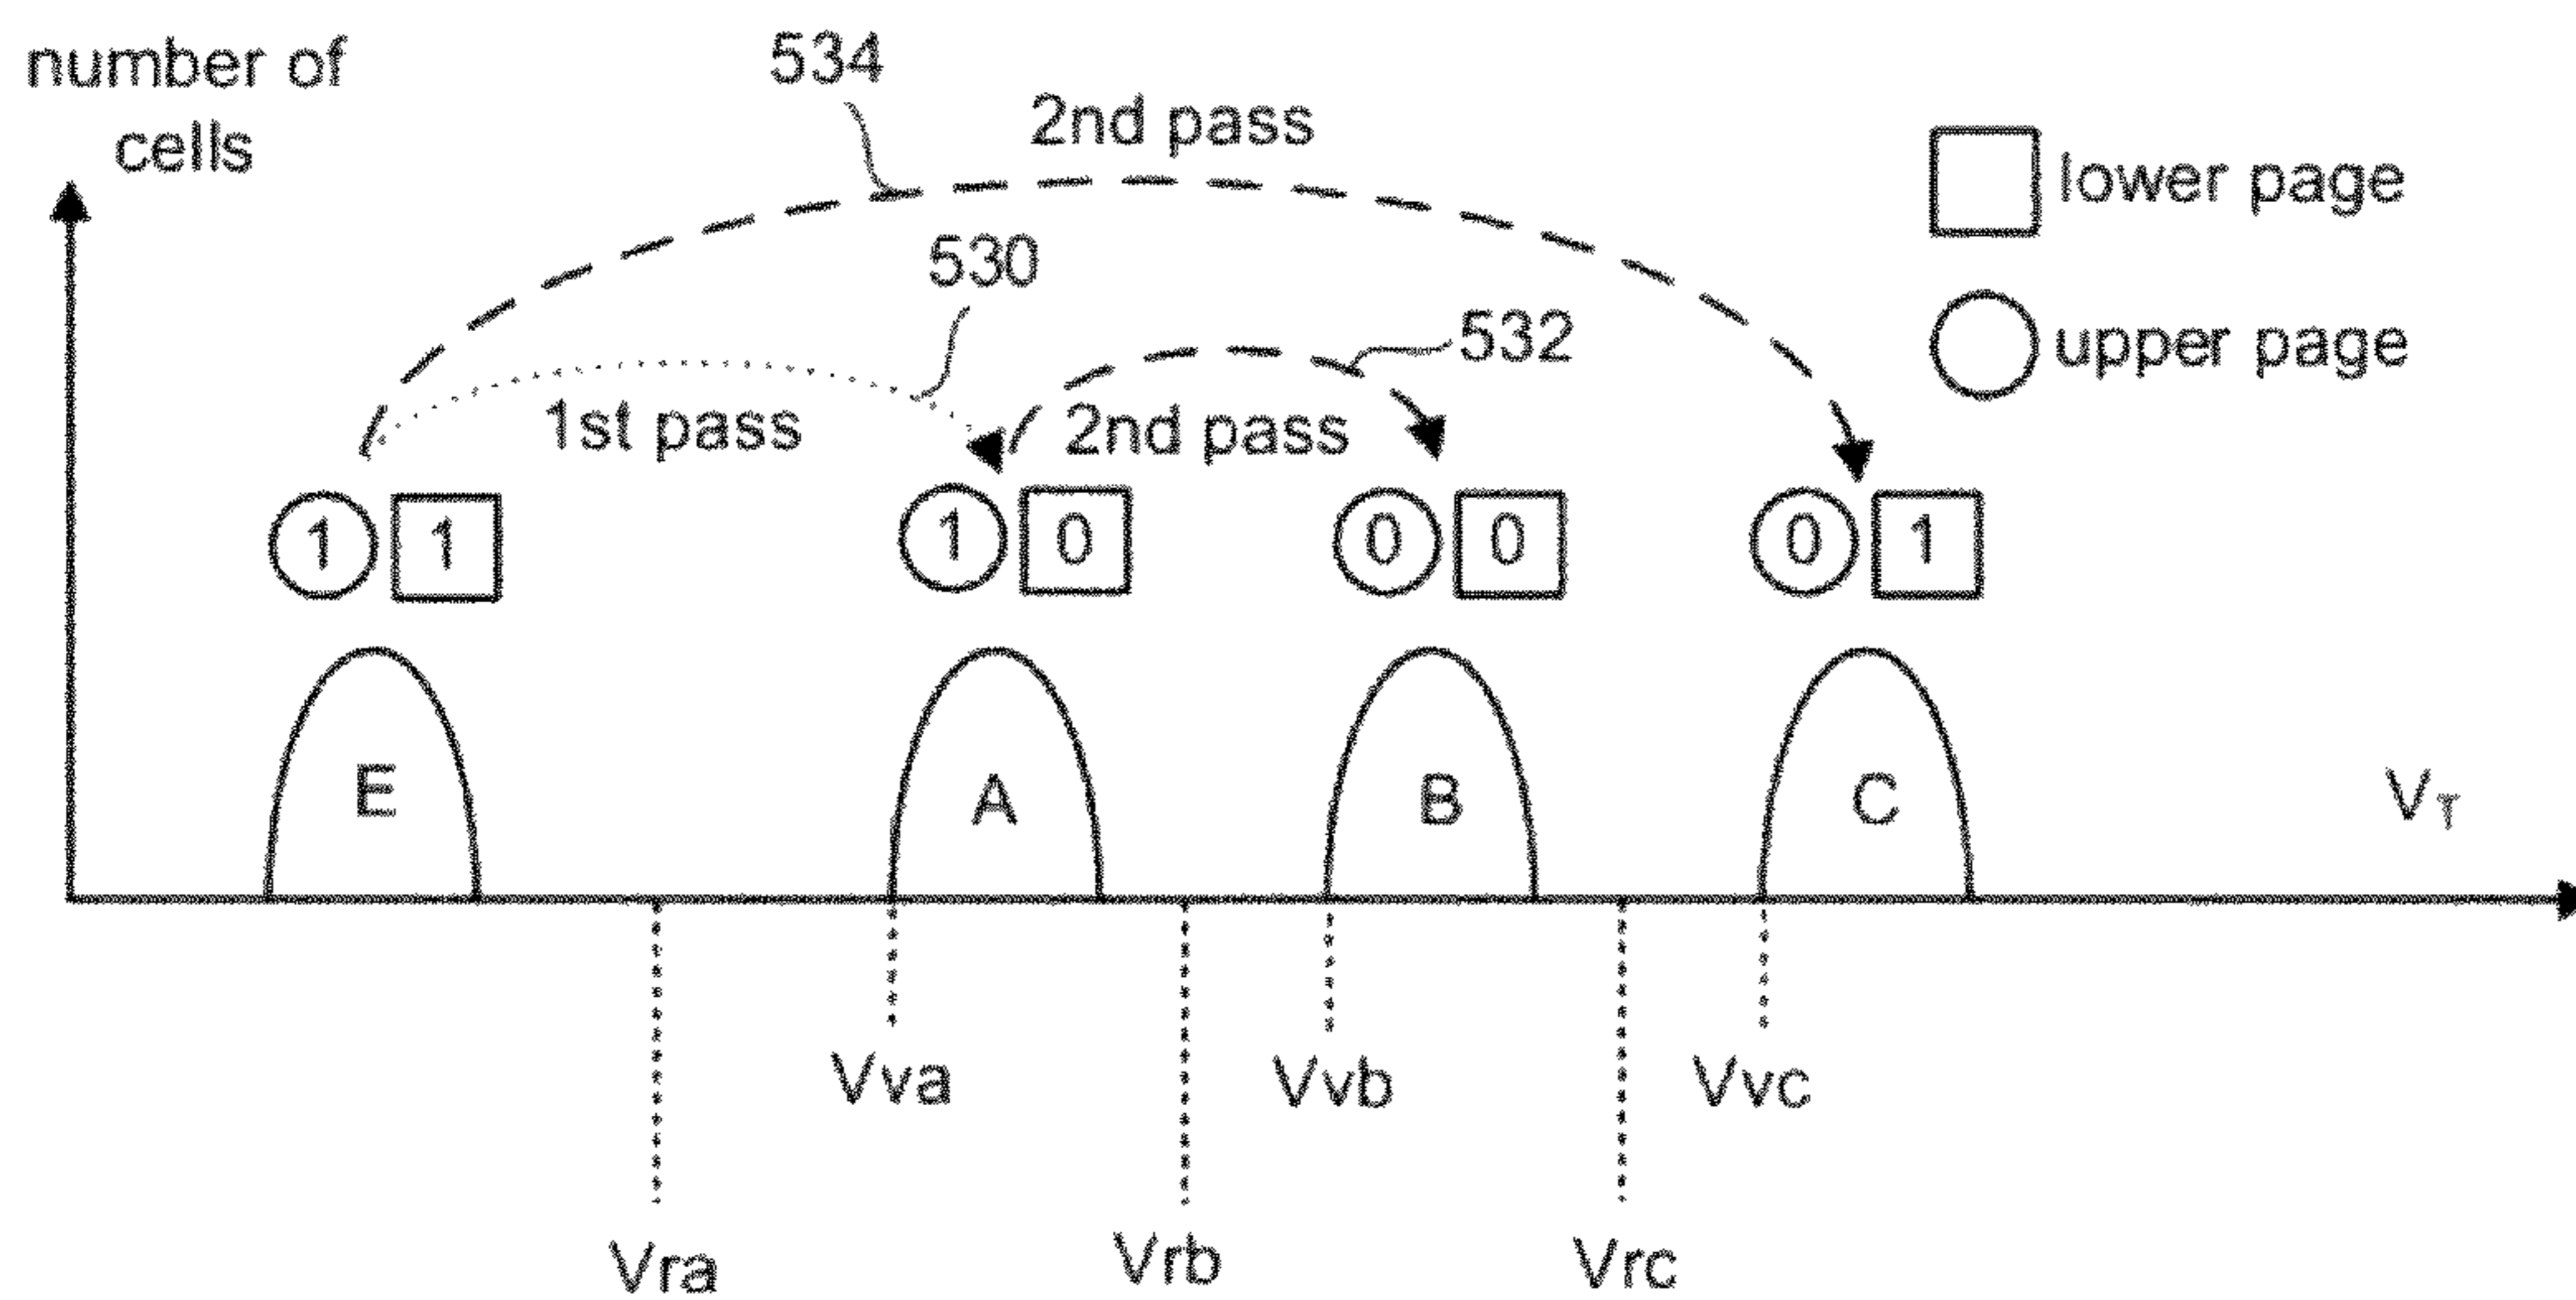 number of
cells
534
2nd pass
lower page
530
532
upper page
1st pass
2nd pass
1 1
1 0
0 0
0 1
E
A
B
C
VT
Vva
Vvb
Vvc
Vra
Vrb
Vrc